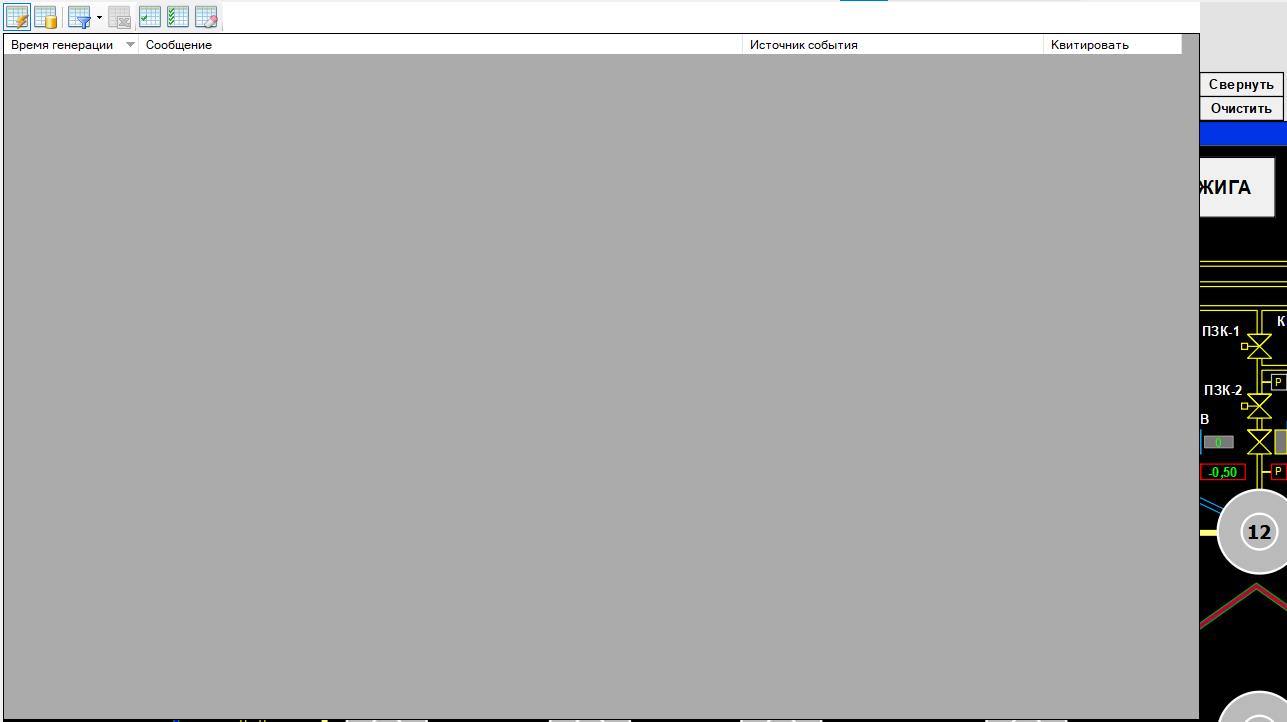 Время генерации Сообщение Источник события Квитировать
Свернуть
Очистить
ЖИГА
К
ПЗК-1
P
ПЗК-2
В
0
-0,50 P
12